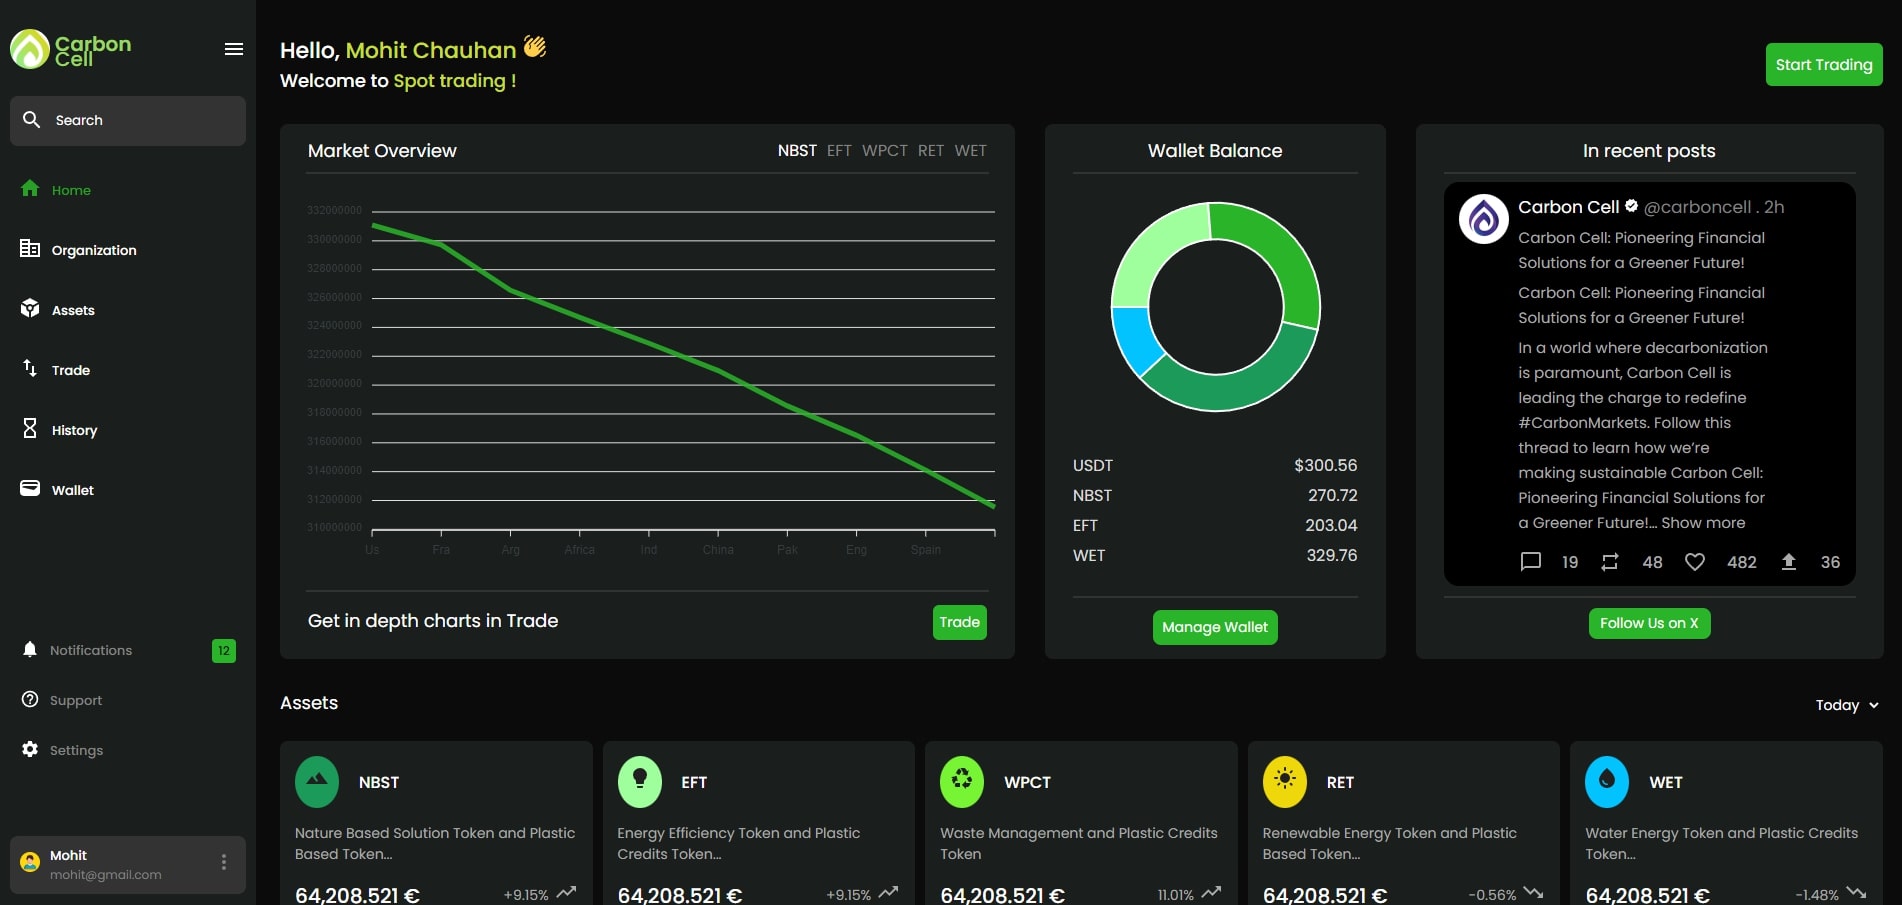 Carbon
Cell
Search
Home
Organization
Assets
Trade
History
Wallet
Notifications 12
Support
Settings
Mohit
mohit@gmail.com
Hello, Mohit Chauhan 👋
Welcome to Spot trading !
Start Trading
Market Overview
NBST EFT WPCT RET WET
332000000
330000000
328000000
326000000
324000000
322000000
320000000
318000000
316000000
314000000
312000000
310000000
Us Fra Arg Africa Ind China Pak Eng Spain
Get in depth charts in Trade
Trade
Wallet Balance
USDT $300.56
NBST 270.72
EFT 203.04
WET 329.76
Manage Wallet
In recent posts
Carbon Cell @carboncell . 2h
Carbon Cell: Pioneering Financial
Solutions for a Greener Future!
Carbon Cell: Pioneering Financial
Solutions for a Greener Future!
In a world where decarbonization
is paramount, Carbon Cell is
leading the charge to redefine
#CarbonMarkets. Follow this
thread to learn how we’re
making sustainable Carbon Cell:
Pioneering Financial Solutions for
a Greener Future!... Show more
19 48 482 36
Follow Us on X
Assets
Today
NBST
Nature Based Solution Token and Plastic
Based Token...
64,208.521 € +9.15%
EFT
Energy Efficiency Token and Plastic
Credits Token...
64,208.521 € +9.15%
WPCT
Waste Management and Plastic Credits
Token
64,208.521 € 11.01%
RET
Renewable Energy Token and Plastic
Based Token...
64,208.521 € -0.56%
WET
Water Energy Token and Plastic Credits
Token...
64,208.521 € -1.48%